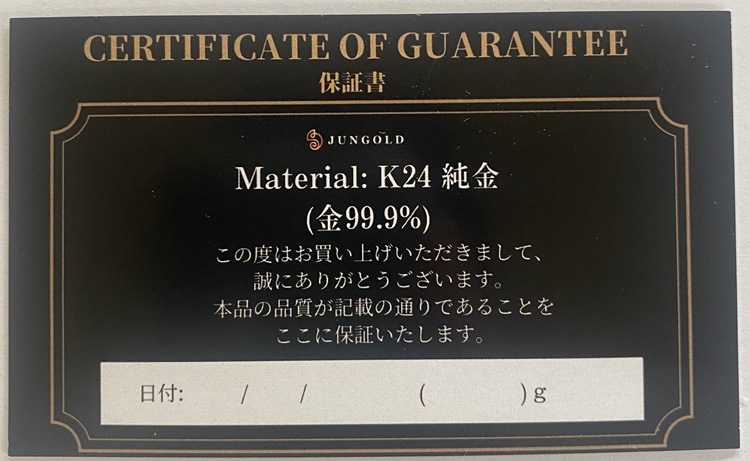 CERTIFICATE OF GUARANTEE
保証書
JUNGOLD
Material: K24 純金
(金99.9%)
この度はお買い上げいただきまして、
誠にありがとうございます。
本品の品質が記載の通りであることを
ここに保証いたします。
日付: / / ( ) g